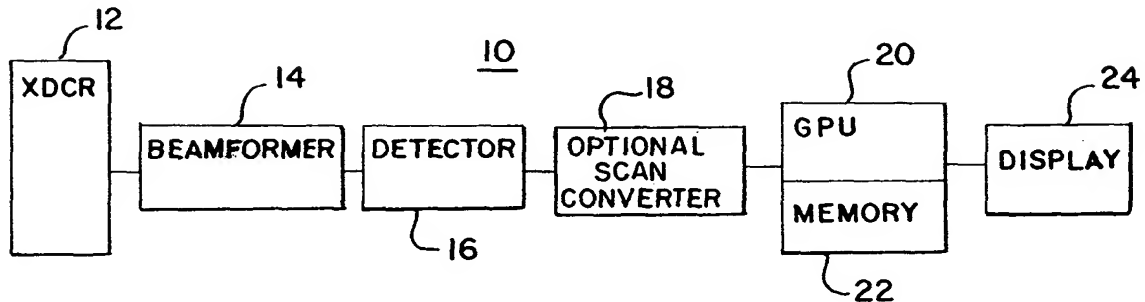 12
XDCR
14
BEAMFORMER
10
DETECTOR
16
18
OPTIONAL
SCAN
CONVERTER
20
GPU
MEMORY
22
24
DISPLAY